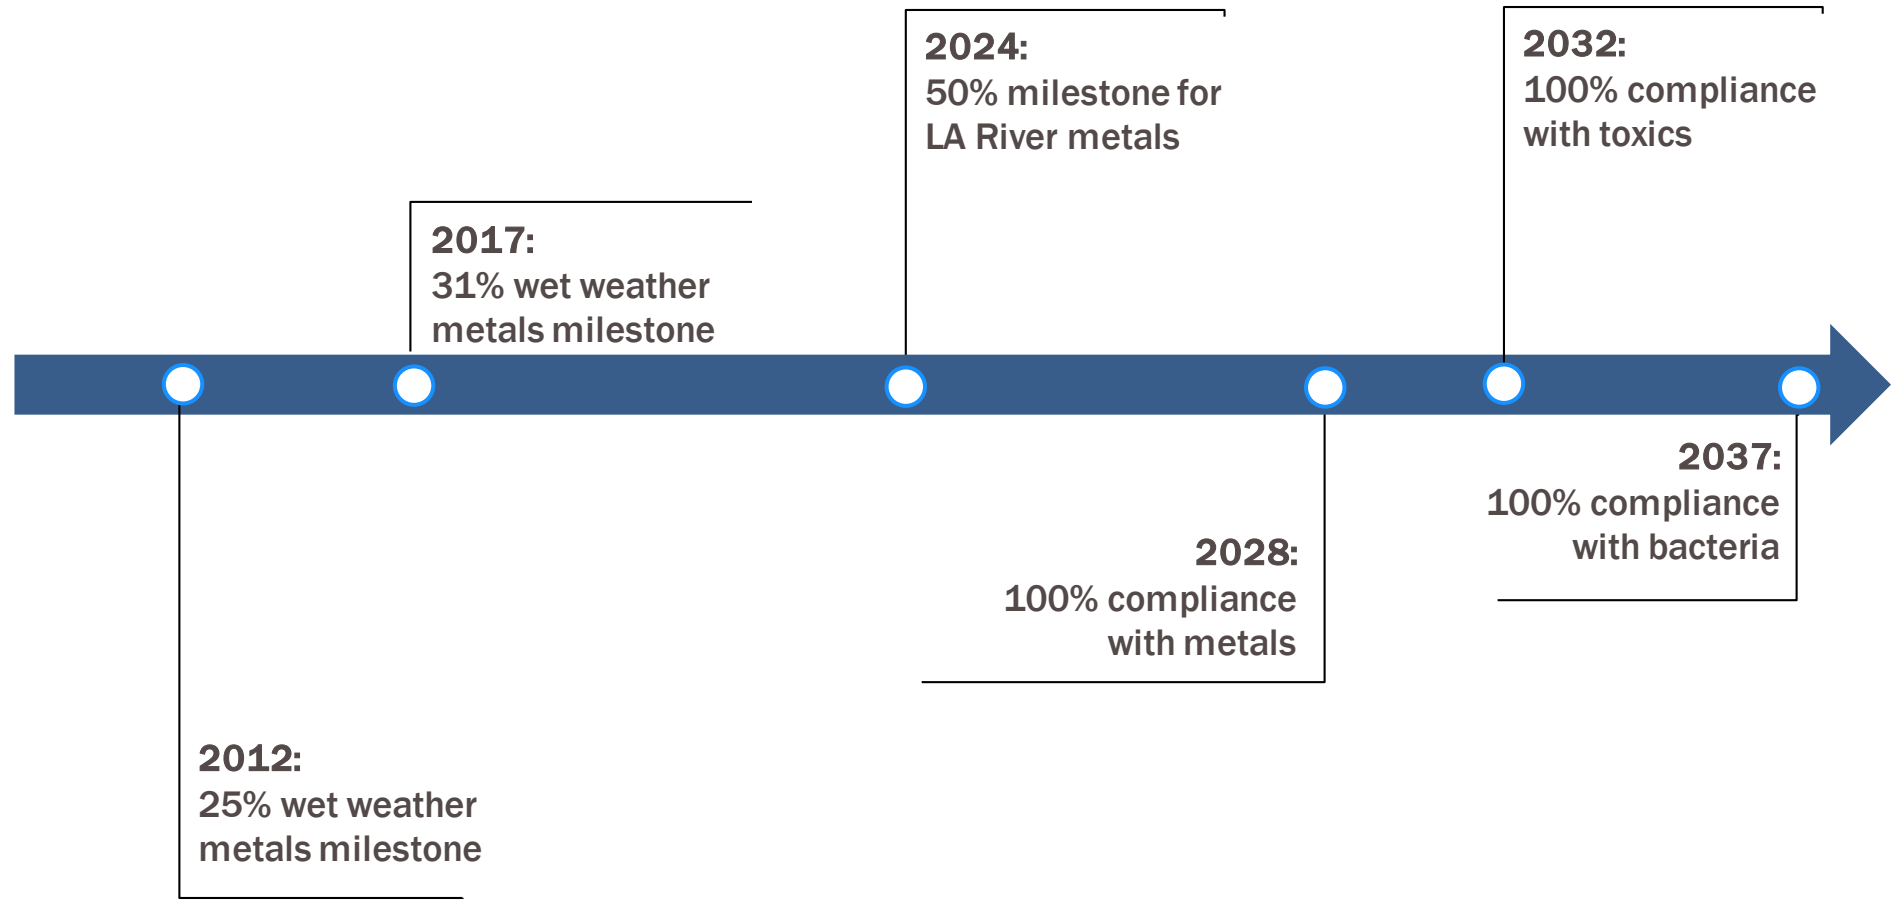 2012:
25% wet weather
metals milestone
2017:
31% wet weather
metals milestone
2024:
50% milestone for
LA River metals
2028:
100% compliance
with metals
2032:
100% compliance
with toxics
2037:
100% compliance
with bacteria